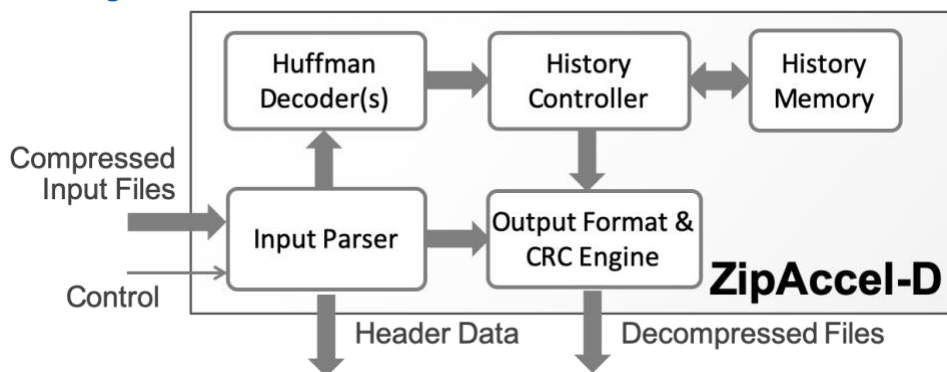 Huffman
Decoder(s)
History
Controller
History
Memory
Compressed
Input Files
Input Parser
Output Format &
CRC Engine
ZipAccel-D
Control
Header Data
Decompressed Files